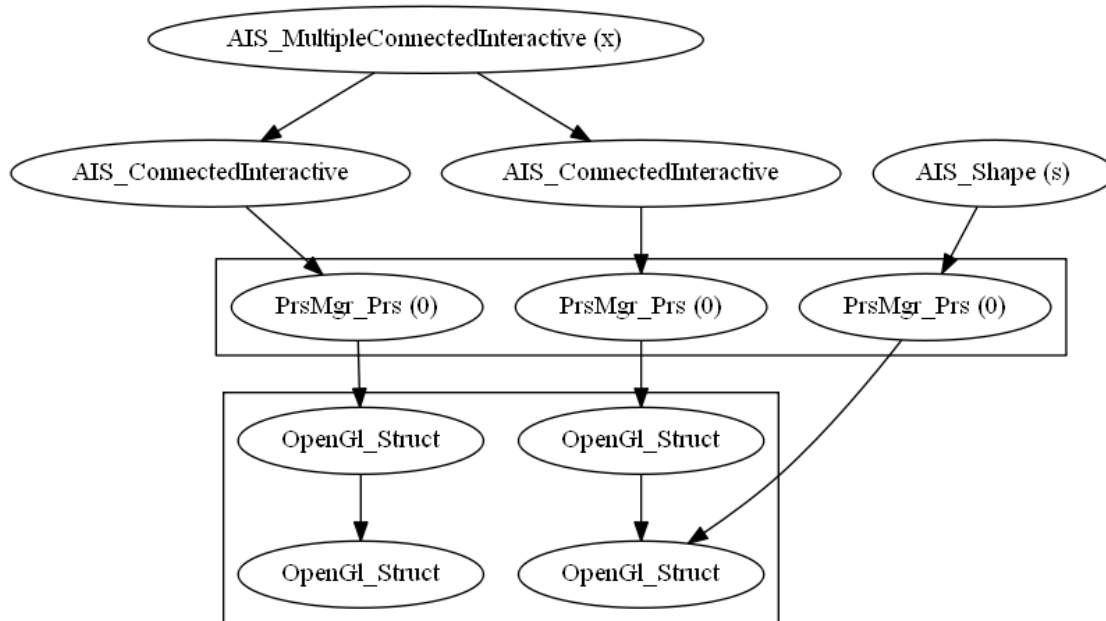 AIS_MultipleConnectedInteractive (x)
AIS_ConnectedInteractive
AIS_ConnectedInteractive
AIS_Shape (s)
PrsMgr_Prs (0)
PrsMgr_Prs (0)
PrsMgr_Prs (0)
OpenGl_Struct
OpenGl_Struct
OpenGl_Struct
OpenGl_Struct